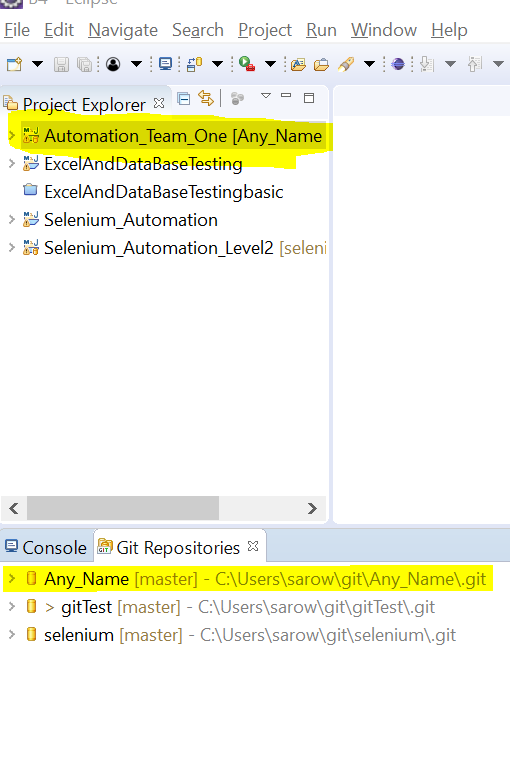 B4 - Eclipse
File Edit Navigate Search Project Run Window Help
Project Explorer
Automation_Team_One [Any_Name
ExcelAndDataBaseTesting
ExcelAndDataBaseTestingbasic
Selenium_Automation
Selenium_Automation_Level2 [seleni
Console Git Repositories
Any_Name [master] - C:\Users\sarow\git\Any_Name\.git
> gitTest [master] - C:\Users\sarow\git\gitTest\.git
selenium [master] - C:\Users\sarow\git\selenium\.git